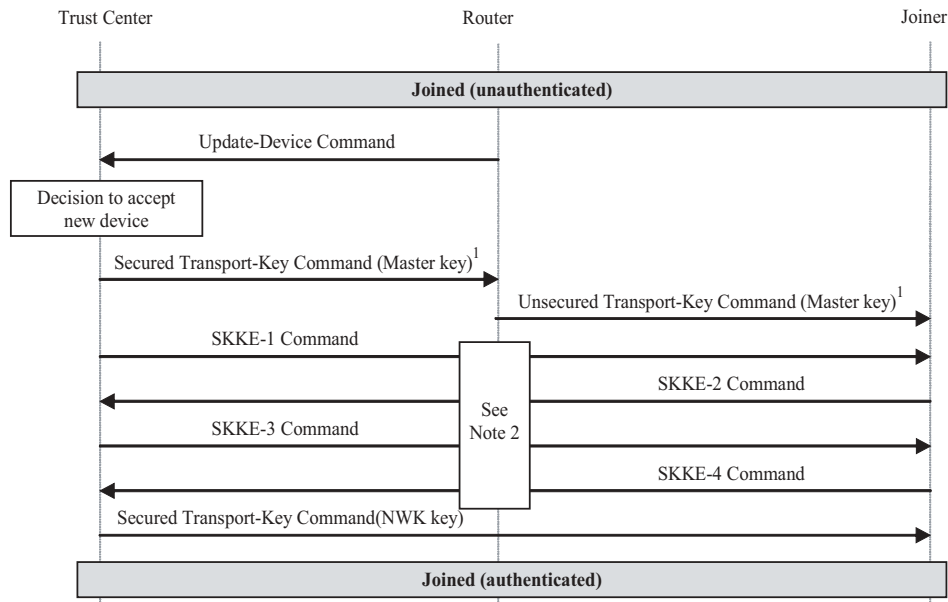 Trust Center
Router
Joiner
Joined (unauthenticated)
Update-Device Command
Decision to accept
new device
Secured Transport-Key Command (Master key)1
Unsecured Transport-Key Command (Master key)1
SKKE-1 Command
SKKE-2 Command
See
Note 2
SKKE-3 Command
SKKE-4 Command
Secured Transport-Key Command(NWK key)
Joined (authenticated)